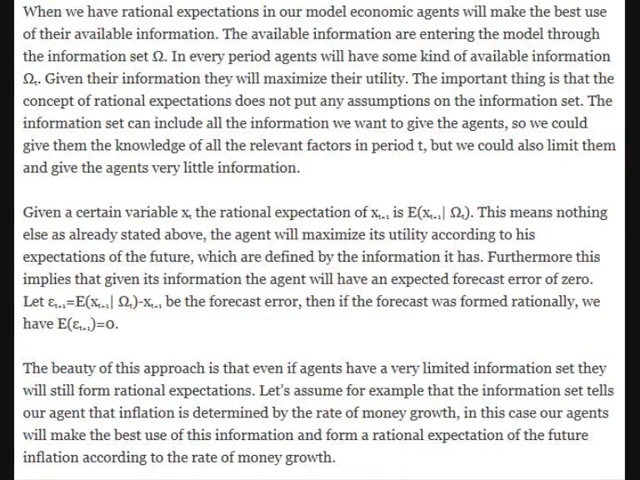 When we have rational expectations in our model economic agents will make the best use
of their available information. The available information are entering the model through
the information set Ω. In every period agents will have some kind of available information
Ωₜ. Given their information they will maximize their utility. The important thing is that the
concept of rational expectations does not put any assumptions on the information set. The
information set can include all the information we want to give the agents, so we could
give them the knowledge of all the relevant factors in period t, but we could also limit them
and give the agents very little information.
Given a certain variable xₜ the rational expectation of xₜ₊₁ is E(xₜ₊₁| Ωₜ). This means nothing
else as already stated above, the agent will maximize its utility according to his
expectations of the future, which are defined by the information it has. Furthermore this
implies that given its information the agent will have an expected forecast error of zero.
Let εₜ₊₁=E(xₜ₊₁| Ωₜ)-xₜ₊₁ be the forecast error, then if the forecast was formed rationally, we
have E(εₜ₊₁)=0.
The beauty of this approach is that even if agents have a very limited information set they
will still form rational expectations. Let's assume for example that the information set tells
our agent that inflation is determined by the rate of money growth, in this case our agents
will make the best use of this information and form a rational expectation of the future
inflation according to the rate of money growth.